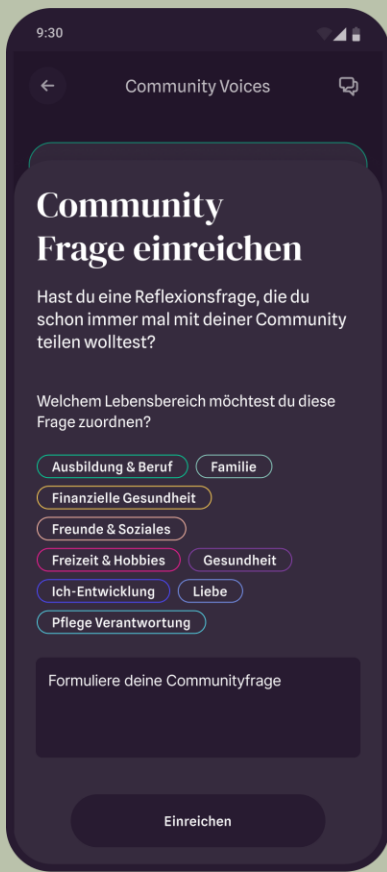 9:30
Community Voices
Community
Frage einreichen
Hast du eine Reflexionsfrage, die du
schon immer mal mit deiner Community
teilen wolltest?
Welchem Lebensbereich möchtest du diese
Frage zuordnen?
Ausbildung & Beruf Familie
Finanzielle Gesundheit
Freunde & Soziales
Freizeit & Hobbies Gesundheit
Ich-Entwicklung Liebe
Pflege Verantwortung
Formuliere deine Communityfrage
Einreichen